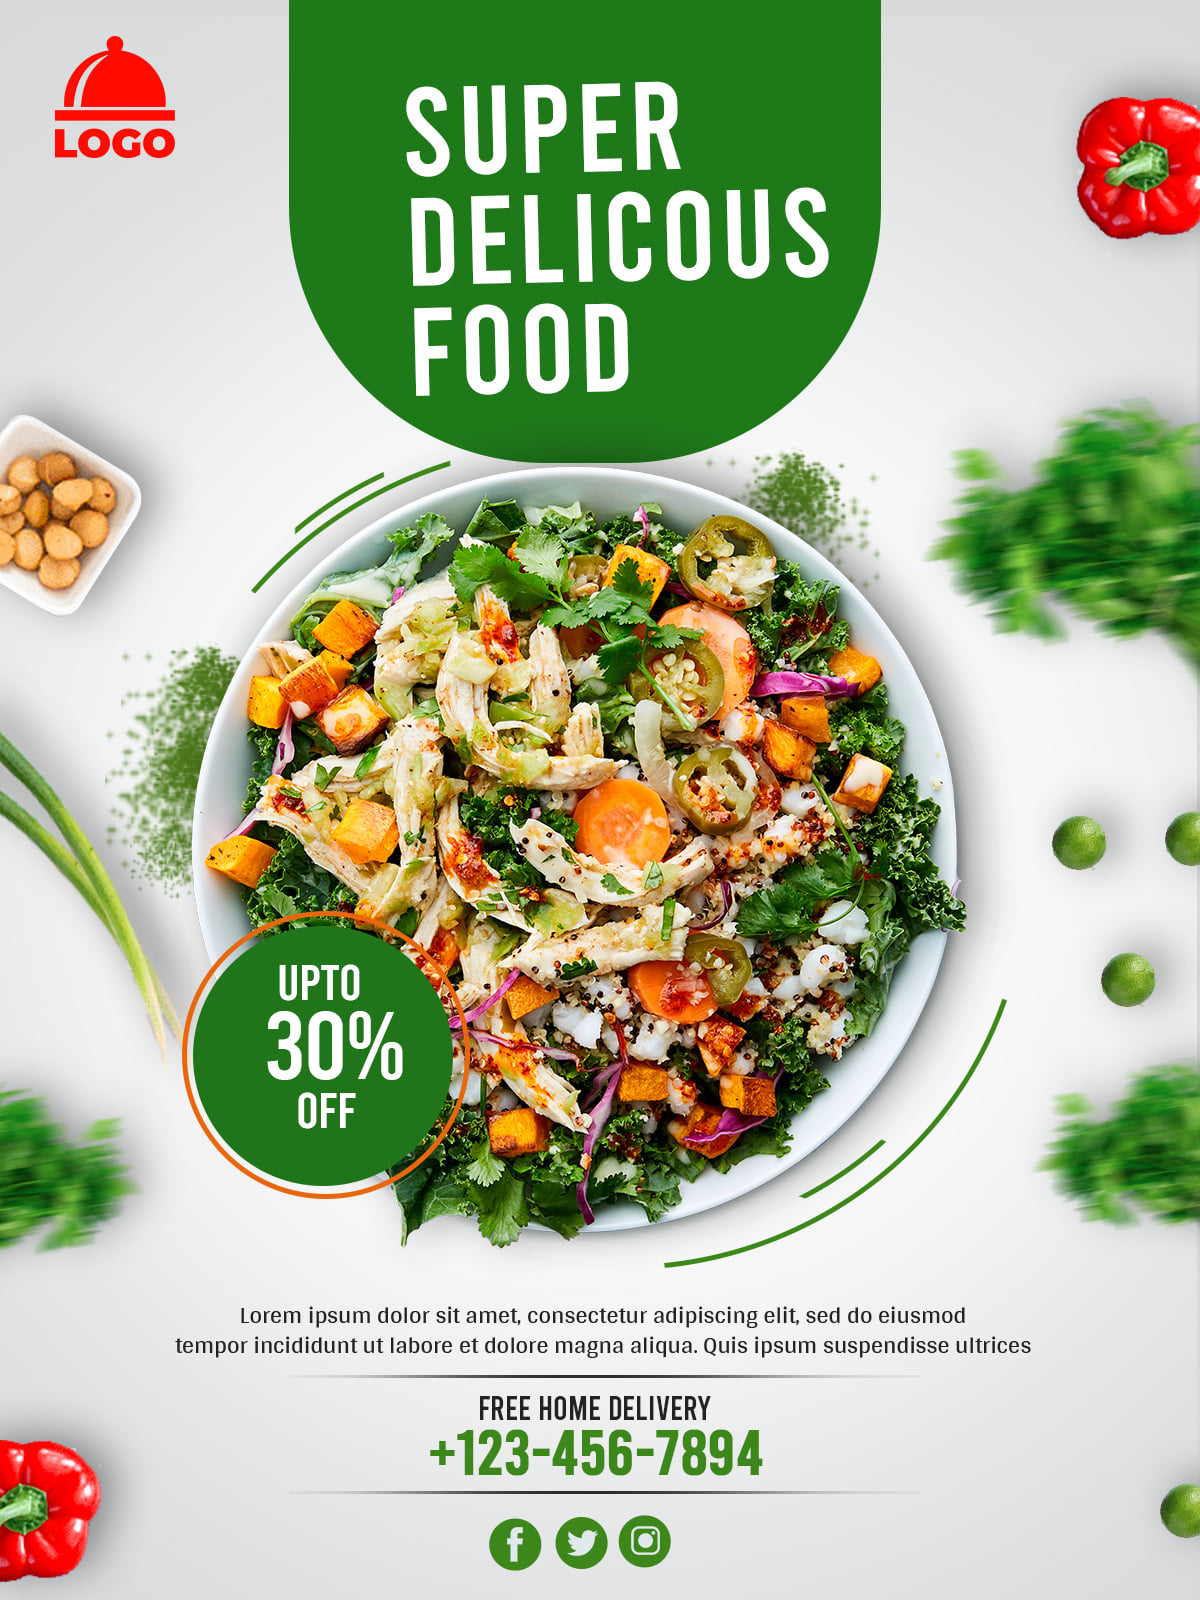 LOGO
SUPER
DELICOUS
FOOD
UPTO
30%
OFF
Lorem ipsum dolor sit amet, consectetur adipiscing elit, sed do eiusmod
tempor incididunt ut labore et dolore magna aliqua. Quis ipsum suspendisse ultrices
FREE HOME DELIVERY
+123-456-7894